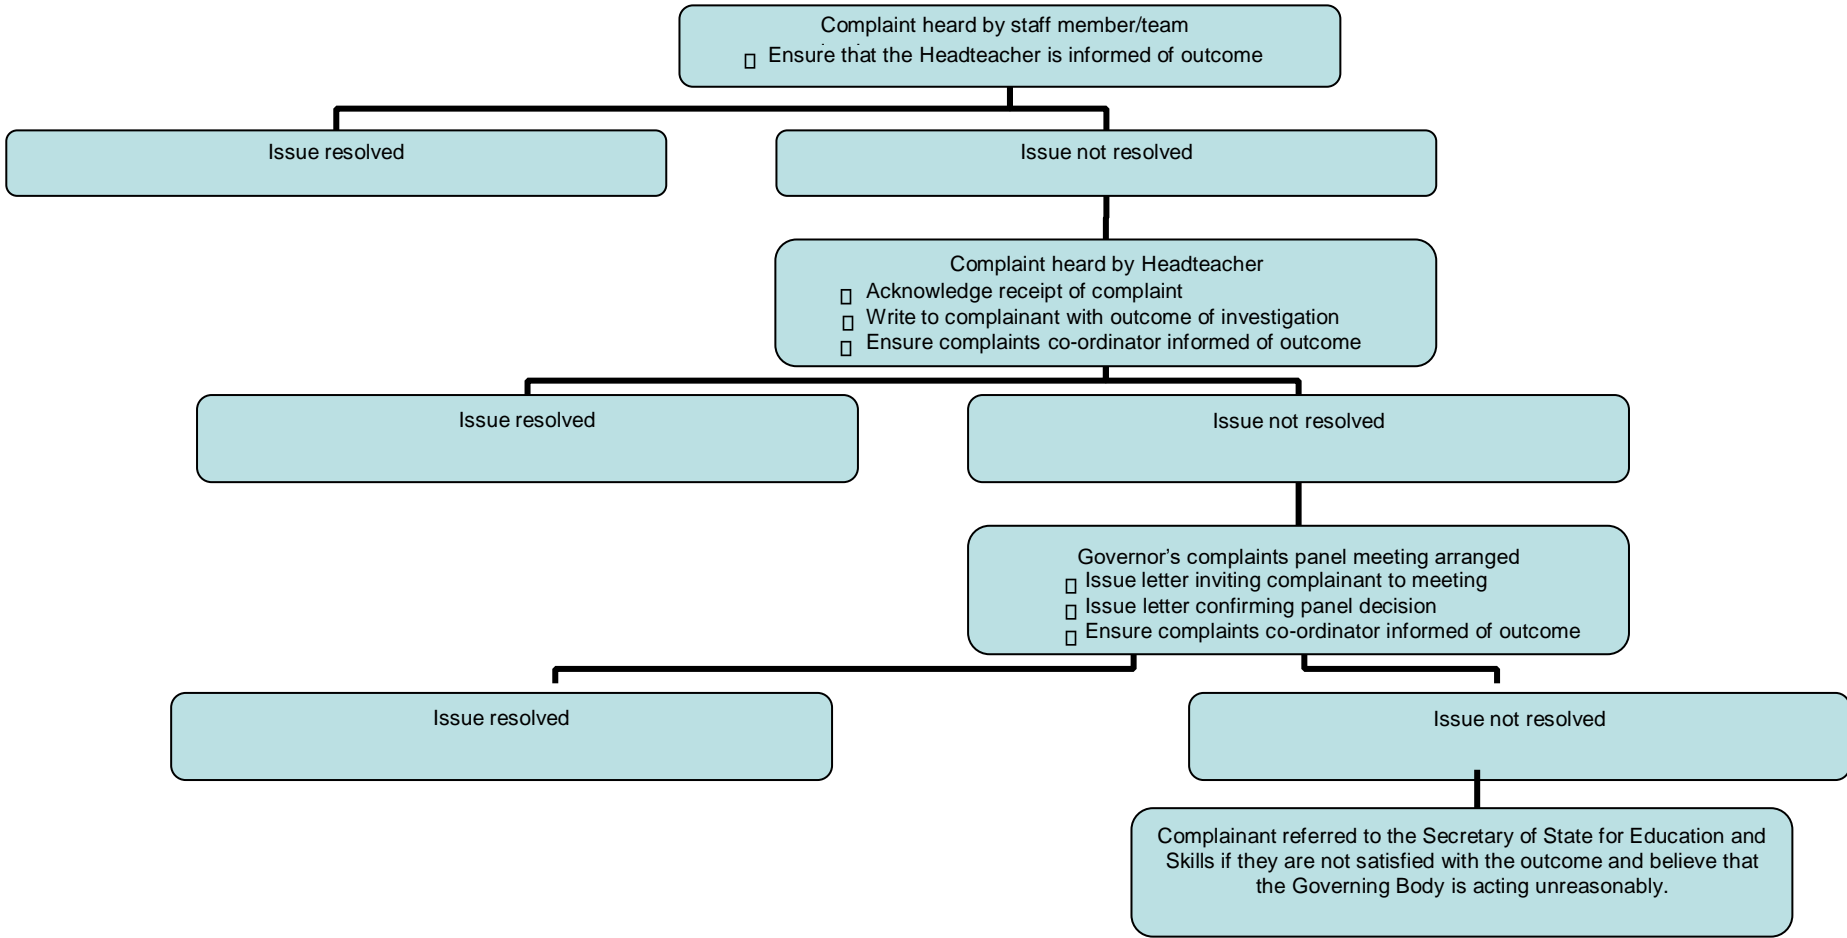 Complaint heard by staff member/team
Ensure that the Headteacher is informed of outcome
Issue resolved
Issue not resolved
Complaint heard by Headteacher
Acknowledge receipt of complaint
Write to complainant with outcome of investigation
Ensure complaints co-ordinator informed of outcome
Issue resolved
Issue not resolved
Governor’s complaints panel meeting arranged
Issue letter inviting complainant to meeting
Issue letter confirming panel decision
Ensure complaints co-ordinator informed of outcome
Issue resolved
Issue not resolved
Complainant referred to the Secretary of State for Education and
Skills if they are not satisfied with the outcome and believe that
the Governing Body is acting unreasonably.